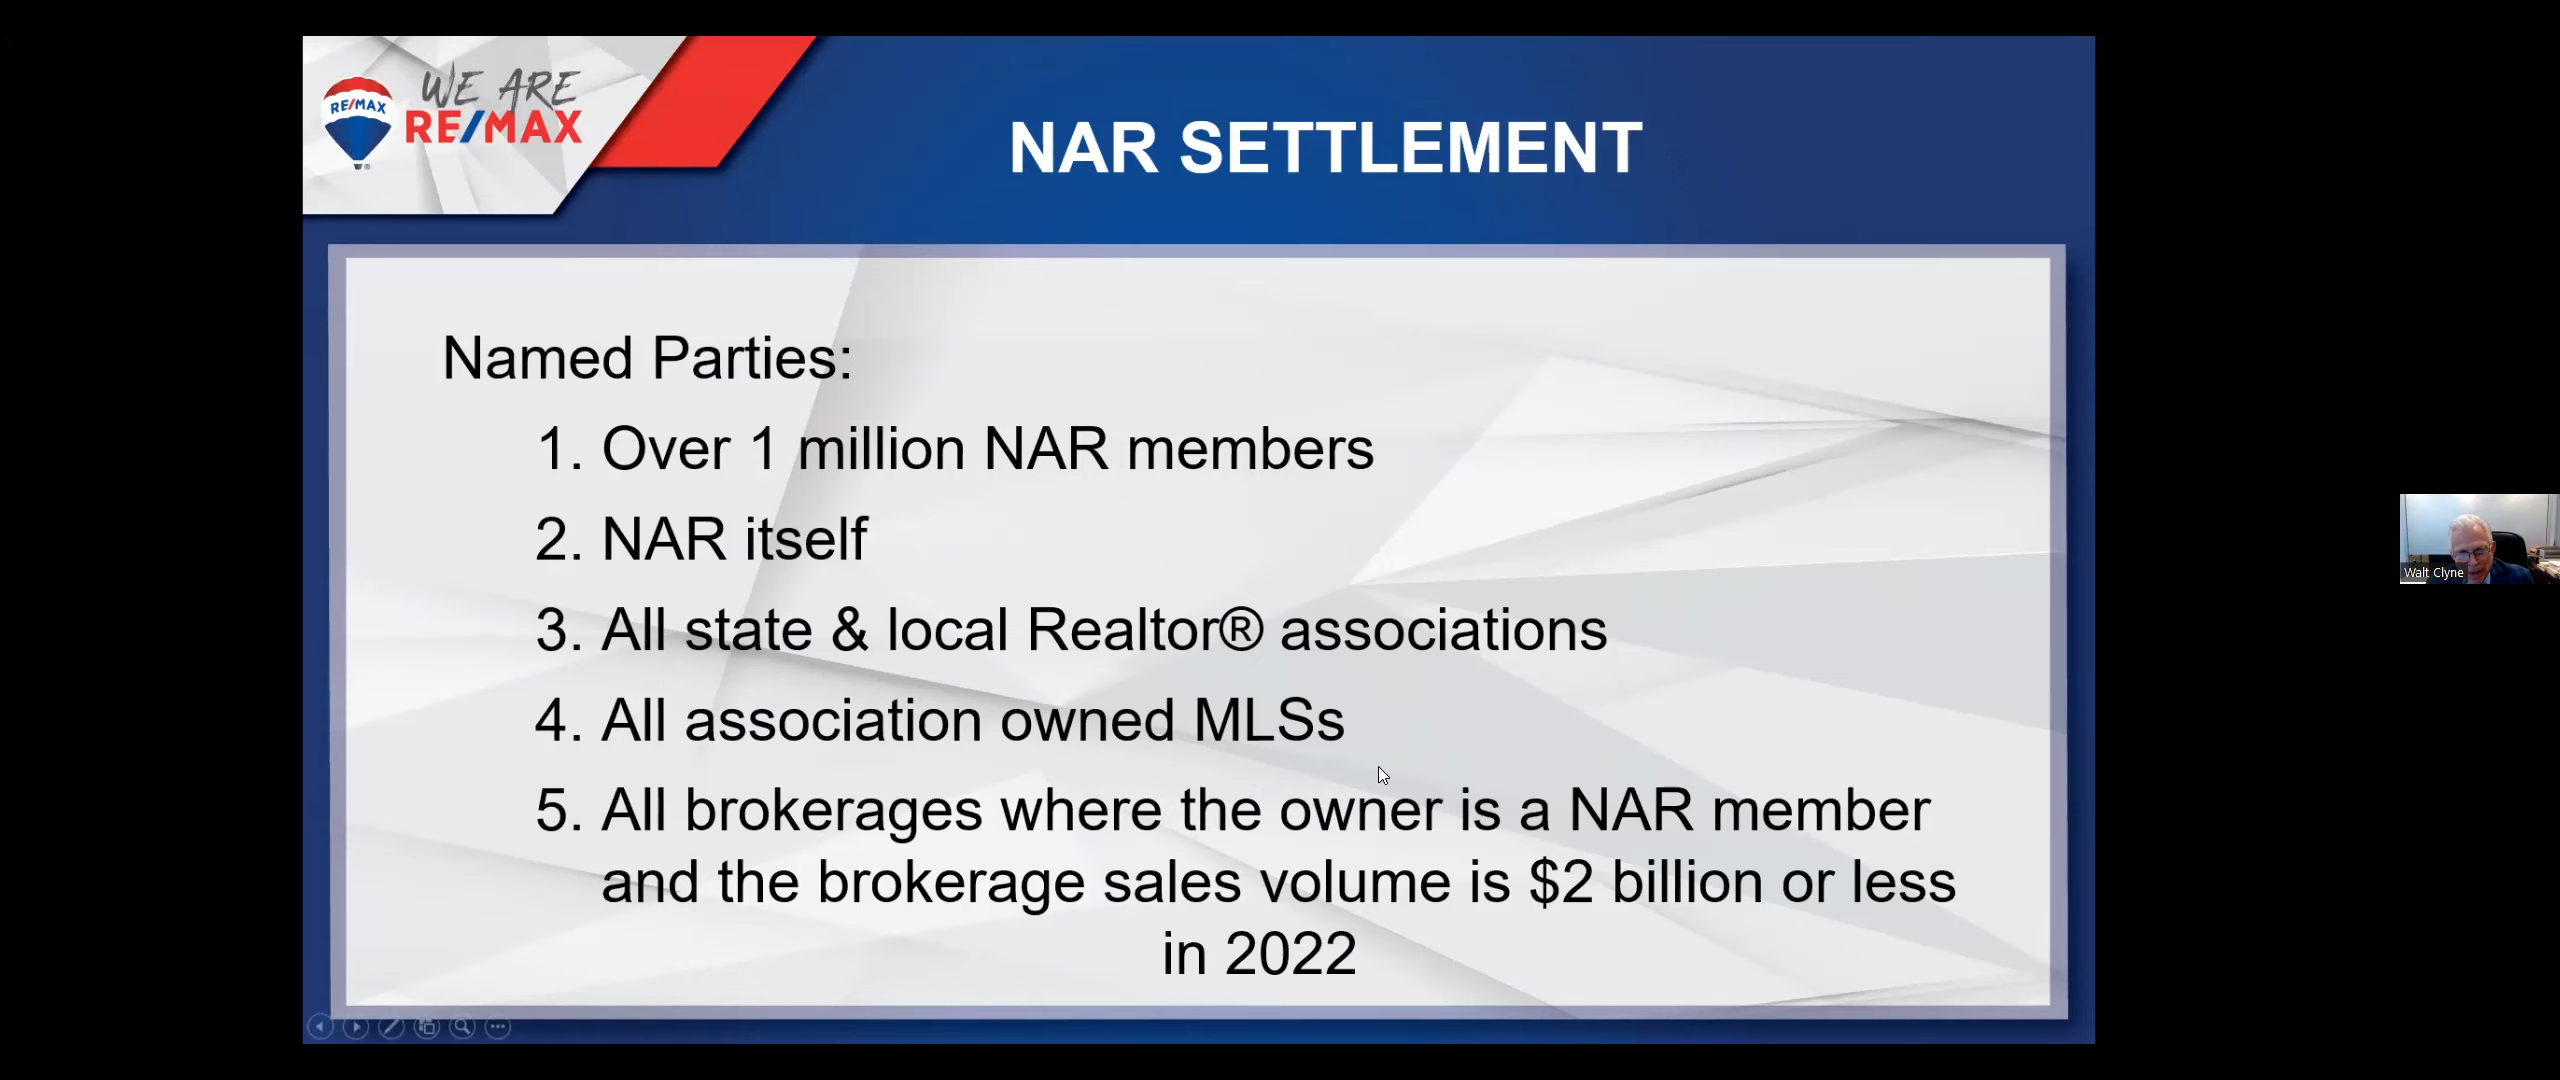 WE ARE
RE/MAX
RE/MAX
NAR SETTLEMENT
Named Parties:
1. Over 1 million NAR members
2. NAR itself
3. All state & local Realtor® associations
4. All association owned MLSs
5. All brokerages where the owner is a NAR member
and the brokerage sales volume is $2 billion or less
in 2022
Walt Clyne